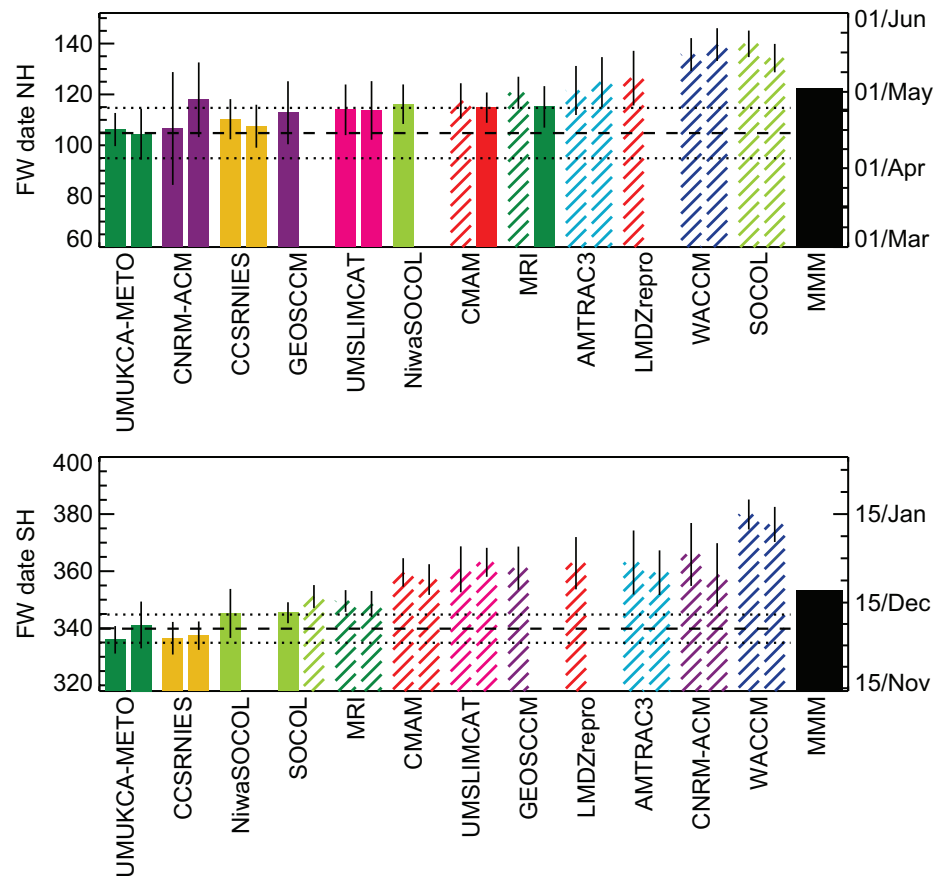 FW date NH
140
120
100
80
60
01/Jun
01/May
01/Apr
01/Mar
UMUKCA-METO
CNRM-ACM
CCSRNIES
GEOSCCM
UMSLIMCAT
NiwaSOCOL
CMAM
MRI
AMTRAC3
LMDZrepro
WACCM
SOCOL
MMM
FW date SH
400
380
360
340
320
15/Jan
15/Dec
15/Nov
UMUKCA-METO
CCSRNIES
NiwaSOCOL
SOCOL
MRI
CMAM
UMSLIMCAT
GEOSCCM
LMDZrepro
AMTRAC3
CNRM-ACM
WACCM
MMM